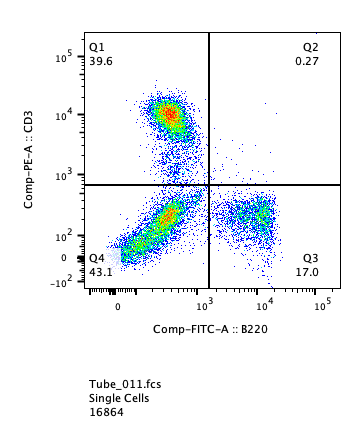 Q1
39.6
Q2
0.27
10^5
10^4
10^3
10^2
0
-10^2
Comp-PE-A :: CD3
Q4
43.1
Q3
17.0
0
10^3
10^4
10^5
Comp-FITC-A :: B220
Tube_011.fcs
Single Cells
16864